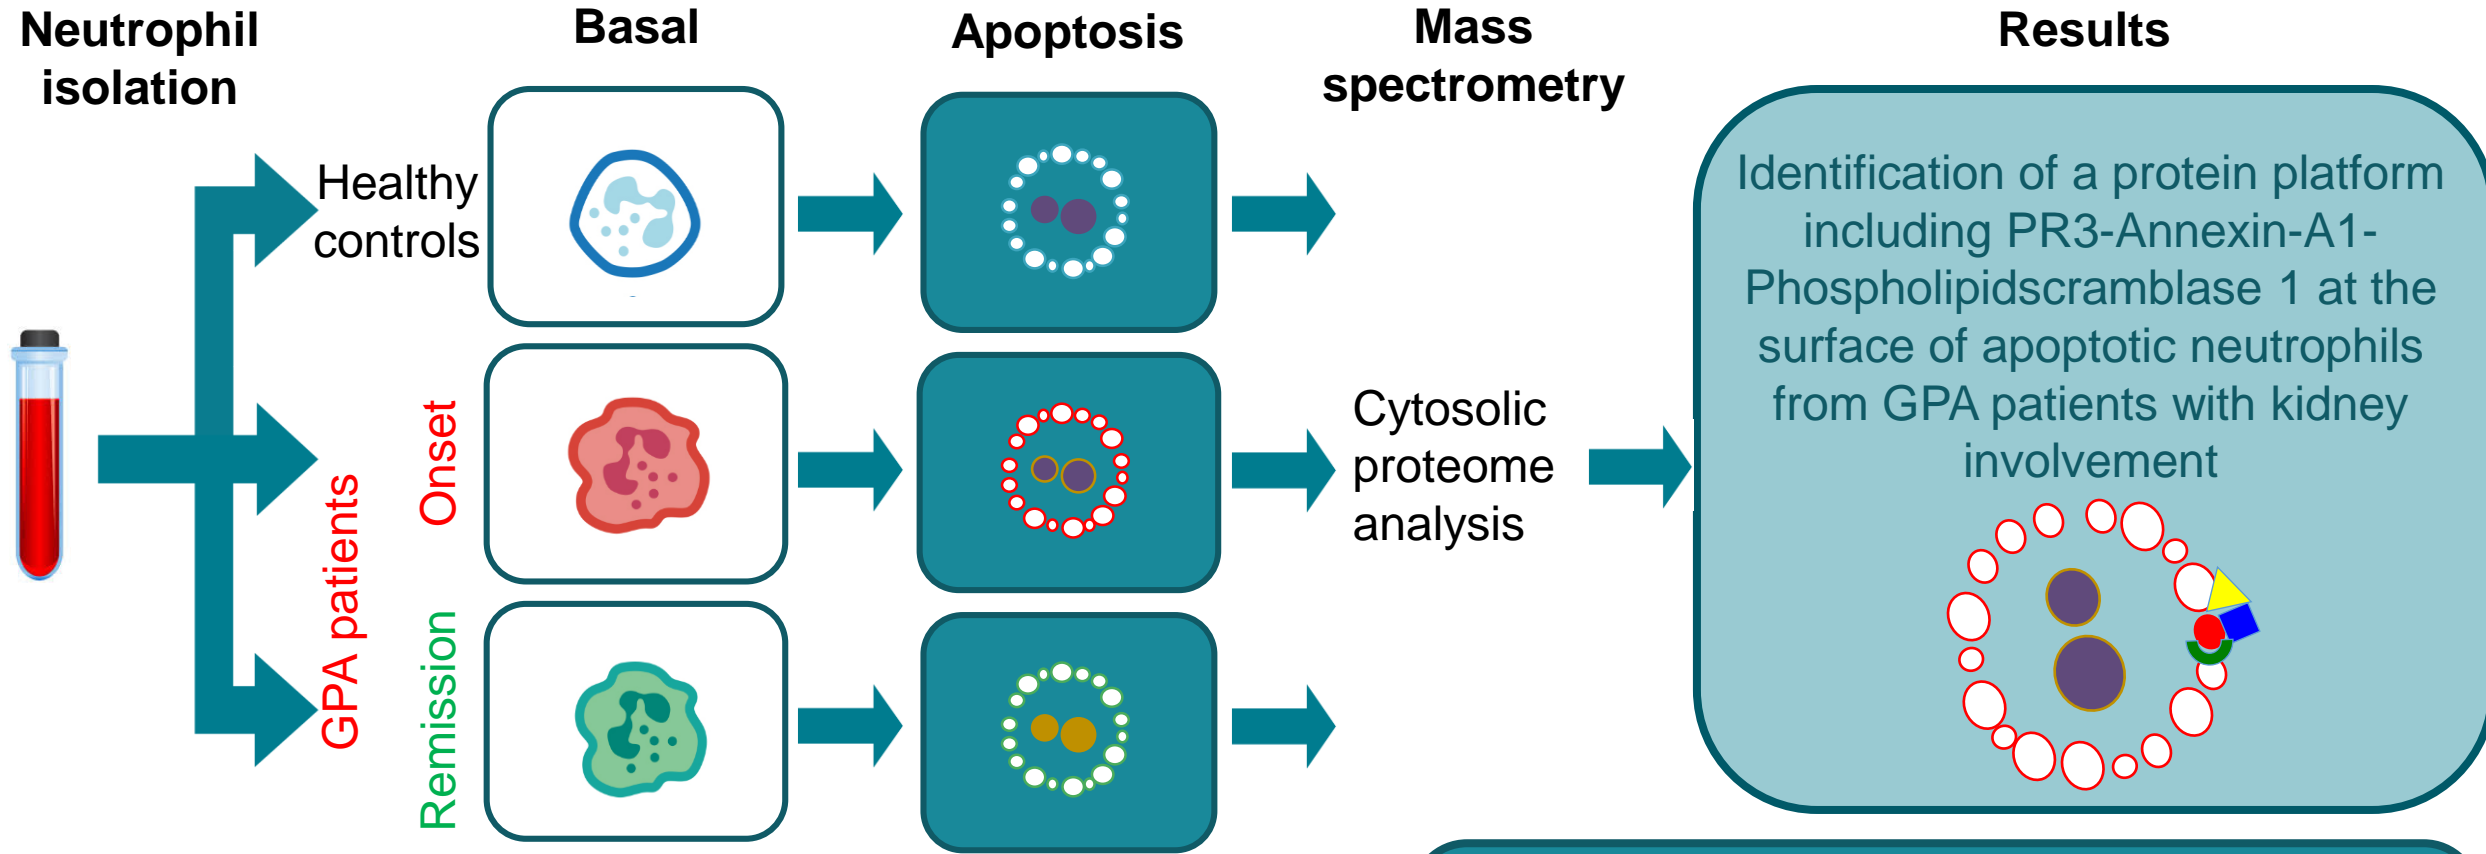 Neutrophil
isolation
Basal
Apoptosis
Mass
spectrometry
Results
Healthy
controls
GPA patients
Onset
Remission
Cytosolic
proteome
analysis
Identification of a protein platform
including PR3-Annexin-A1-
Phospholipidscramblase 1 at the
surface of apoptotic neutrophils
from GPA patients with kidney
involvement